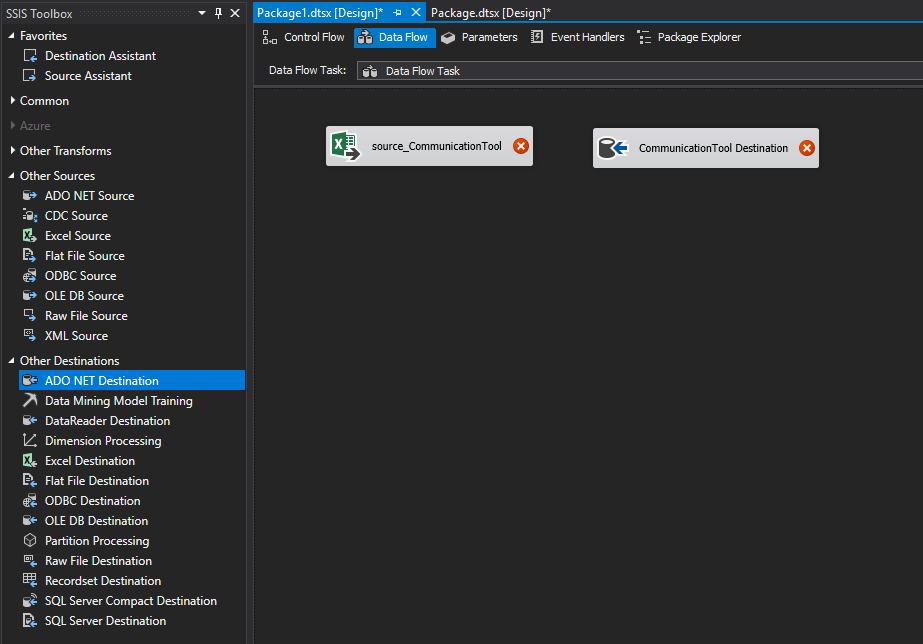 SSIS Toolbox
Favorites
Destination Assistant
Source Assistant
Common
Azure
Other Transforms
Other Sources
ADO NET Source
CDC Source
Excel Source
Flat File Source
ODBC Source
OLE DB Source
Raw File Source
XML Source
Other Destinations
ADO NET Destination
Data Mining Model Training
DataReader Destination
Dimension Processing
Excel Destination
Flat File Destination
ODBC Destination
OLE DB Destination
Partition Processing
Raw File Destination
Recordset Destination
SQL Server Compact Destination
SQL Server Destination
Package1.dtsx [Design]* Package.dtsx [Design]*
Control Flow Data Flow Parameters Event Handlers Package Explorer
Data Flow Task: Data Flow Task
source_CommunicationTool CommunicationTool Destination